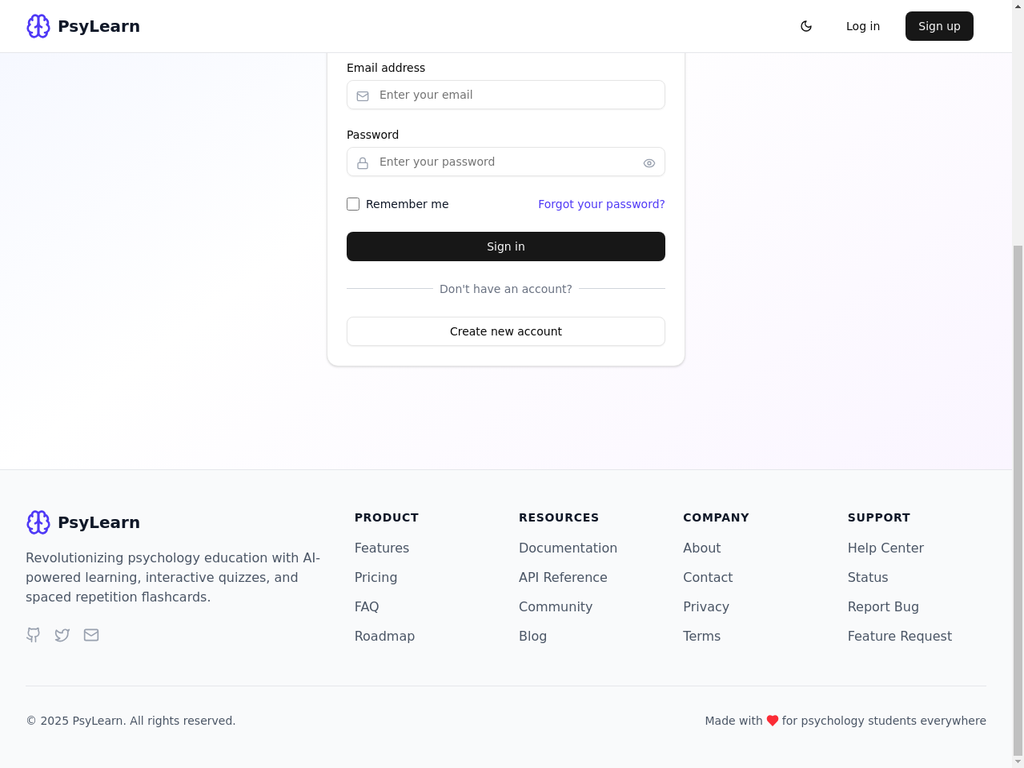 PsyLearn
Log in
Sign up
Email address
Enter your email
Password
Enter your password
Remember me
Forgot your password?
Sign in
Don't have an account?
Create new account
PsyLearn
Revolutionizing psychology education with AI-
powered learning, interactive quizzes, and
spaced repetition flashcards.
PRODUCT
Features
Pricing
FAQ
Roadmap
RESOURCES
Documentation
API Reference
Community
Blog
COMPANY
About
Contact
Privacy
Terms
SUPPORT
Help Center
Status
Report Bug
Feature Request
© 2025 PsyLearn. All rights reserved.
Made with ❤ for psychology students everywhere